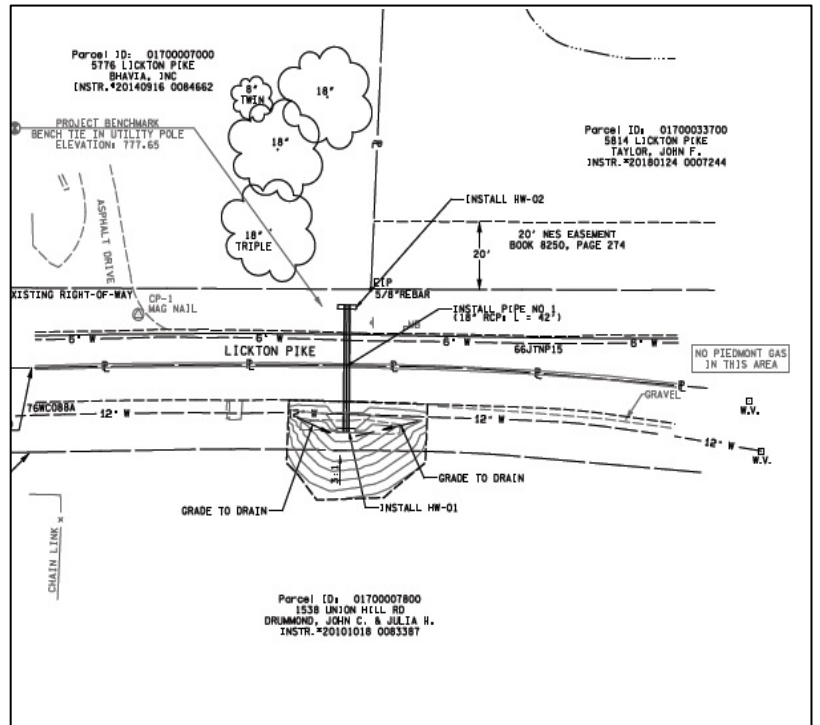 Parcel ID: 01700007000
5776 LICKTON PIKE
BHAVIA, INC
INSTR.#20140916 0084662
8"
TWIN
18"
18"
18"
TRIPLE
PROJECT BENCHMARK
BENCH TIE IN UTILITY POLE
ELEVATION: 777.65
Parcel ID: 01700033700
5814 LICKTON PIKE
TAYLOR, JOHN F.
INSTR.#20180124 0007244
INSTALL HW-02
20' NES EASEMENT
BOOK 8250, PAGE 274
20'
ASPHALT DRIVE
EIP
5/8"REBAR
XISTING RIGHT-OF-WAY
CP-1
MAG NAIL
INSTALL PIPE NO 1
(18" RCP: L = 42')
MB
6" W
6" W
6" W
6" W
LICKTON PIKE
66JTNP15
NO PIEDMONT GAS
IN THIS AREA
GRAVEL
76WC088A
12" W
12" W
12" W
12" W
W.V.
W.V.
3:1
GRADE TO DRAIN
GRADE TO DRAIN
INSTALL HW-01
CHAIN LINK
Parcel ID: 01700007800
1538 UNION HILL RD
DRUMMOND, JOHN C. & JULIA H.
INSTR.#20101018 0083387